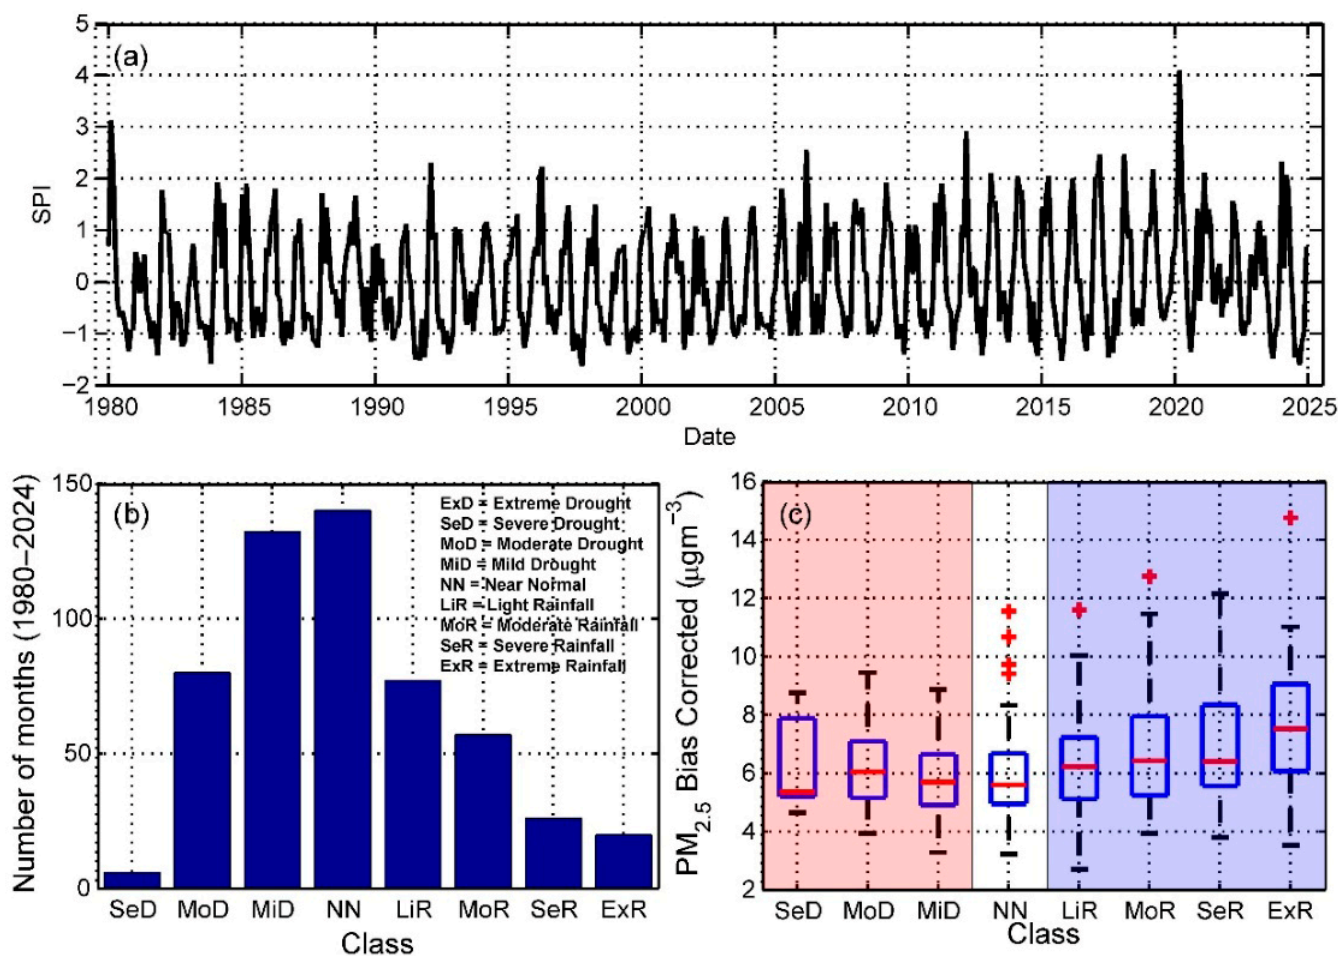 (a)
5
4
3
2
1
0
−1
−2
SPI
1980 1985 1990 1995 2000 2005 2010 2015 2020 2025
Date
(b)
150
100
50
0
Number of months (1980–2024)
ExD = Extreme Drought
SeD = Severe Drought
MoD = Moderate Drought
MiD = Mild Drought
NN = Near Normal
LiR = Light Rainfall
MoR = Moderate Rainfall
SeR = Severe Rainfall
ExR = Extreme Rainfall
SeD MoD MiD NN LiR MoR SeR ExR
Class
(c)
16
14
12
10
8
6
4
2
PM2.5 Bias Corrected (µgm−3)
SeD MoD MiD NN LiR MoR SeR ExR
Class